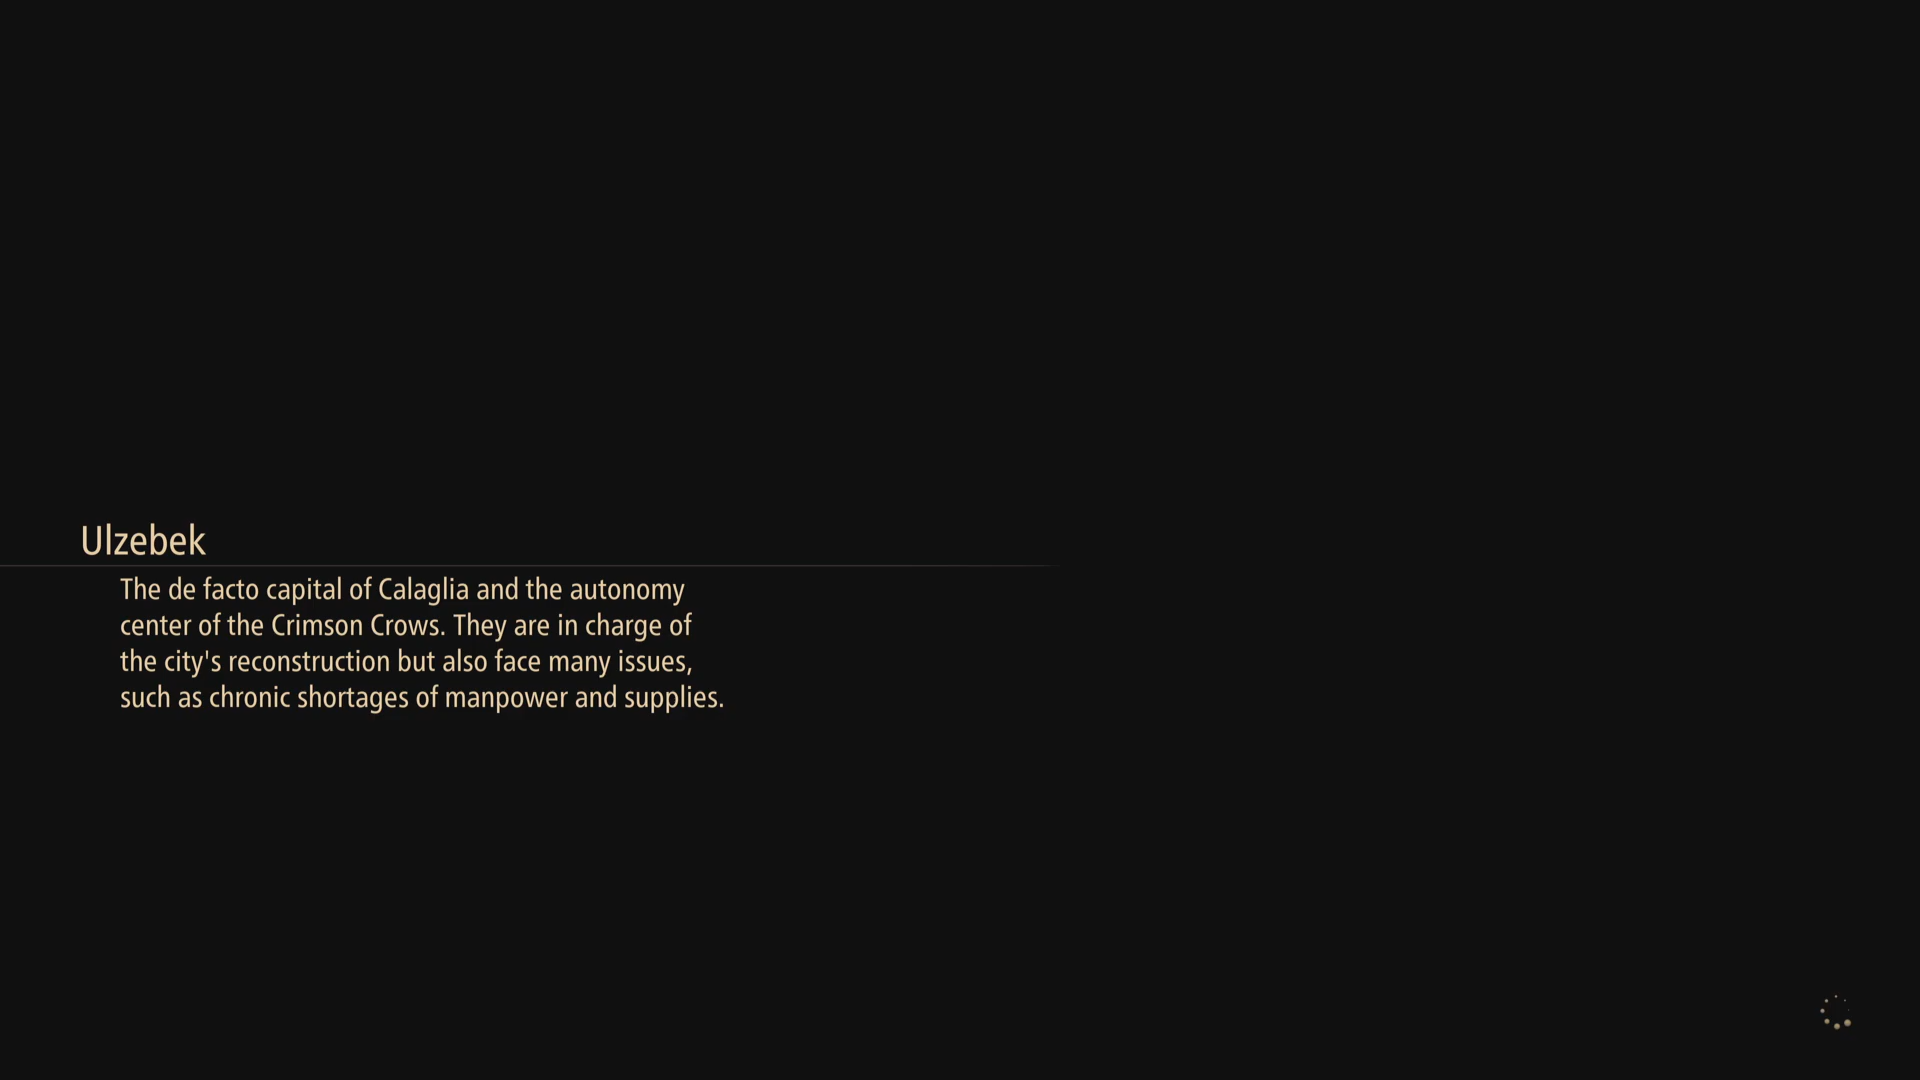 Ulzebek
The de facto capital of Calaglia and the autonomy
center of the Crimson Crows. They are in charge of
the city's reconstruction but also face many issues,
such as chronic shortages of manpower and supplies.